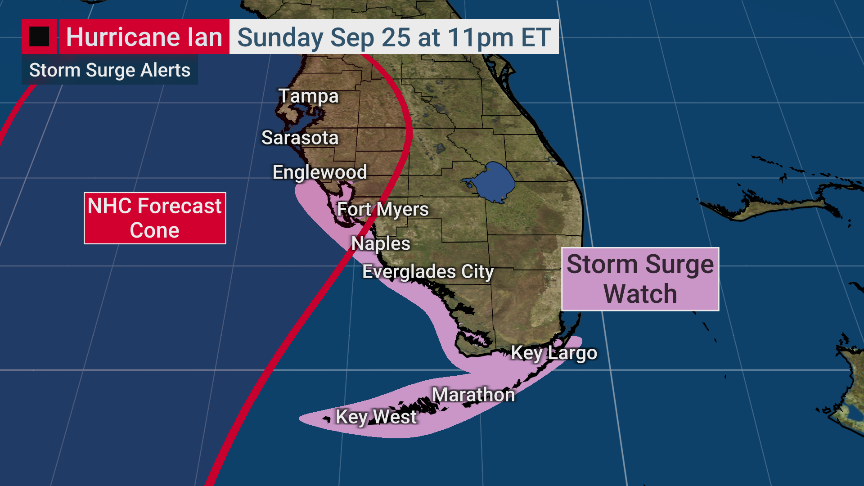 Hurricane Ian
Sunday Sep 25 at 11pm ET
Storm Surge Alerts
Tampa
Sarasota
Englewood
NHC Forecast
Cone
Fort Myers
Naples
Everglades City
Storm Surge
Watch
Key Largo
Marathon
Key West